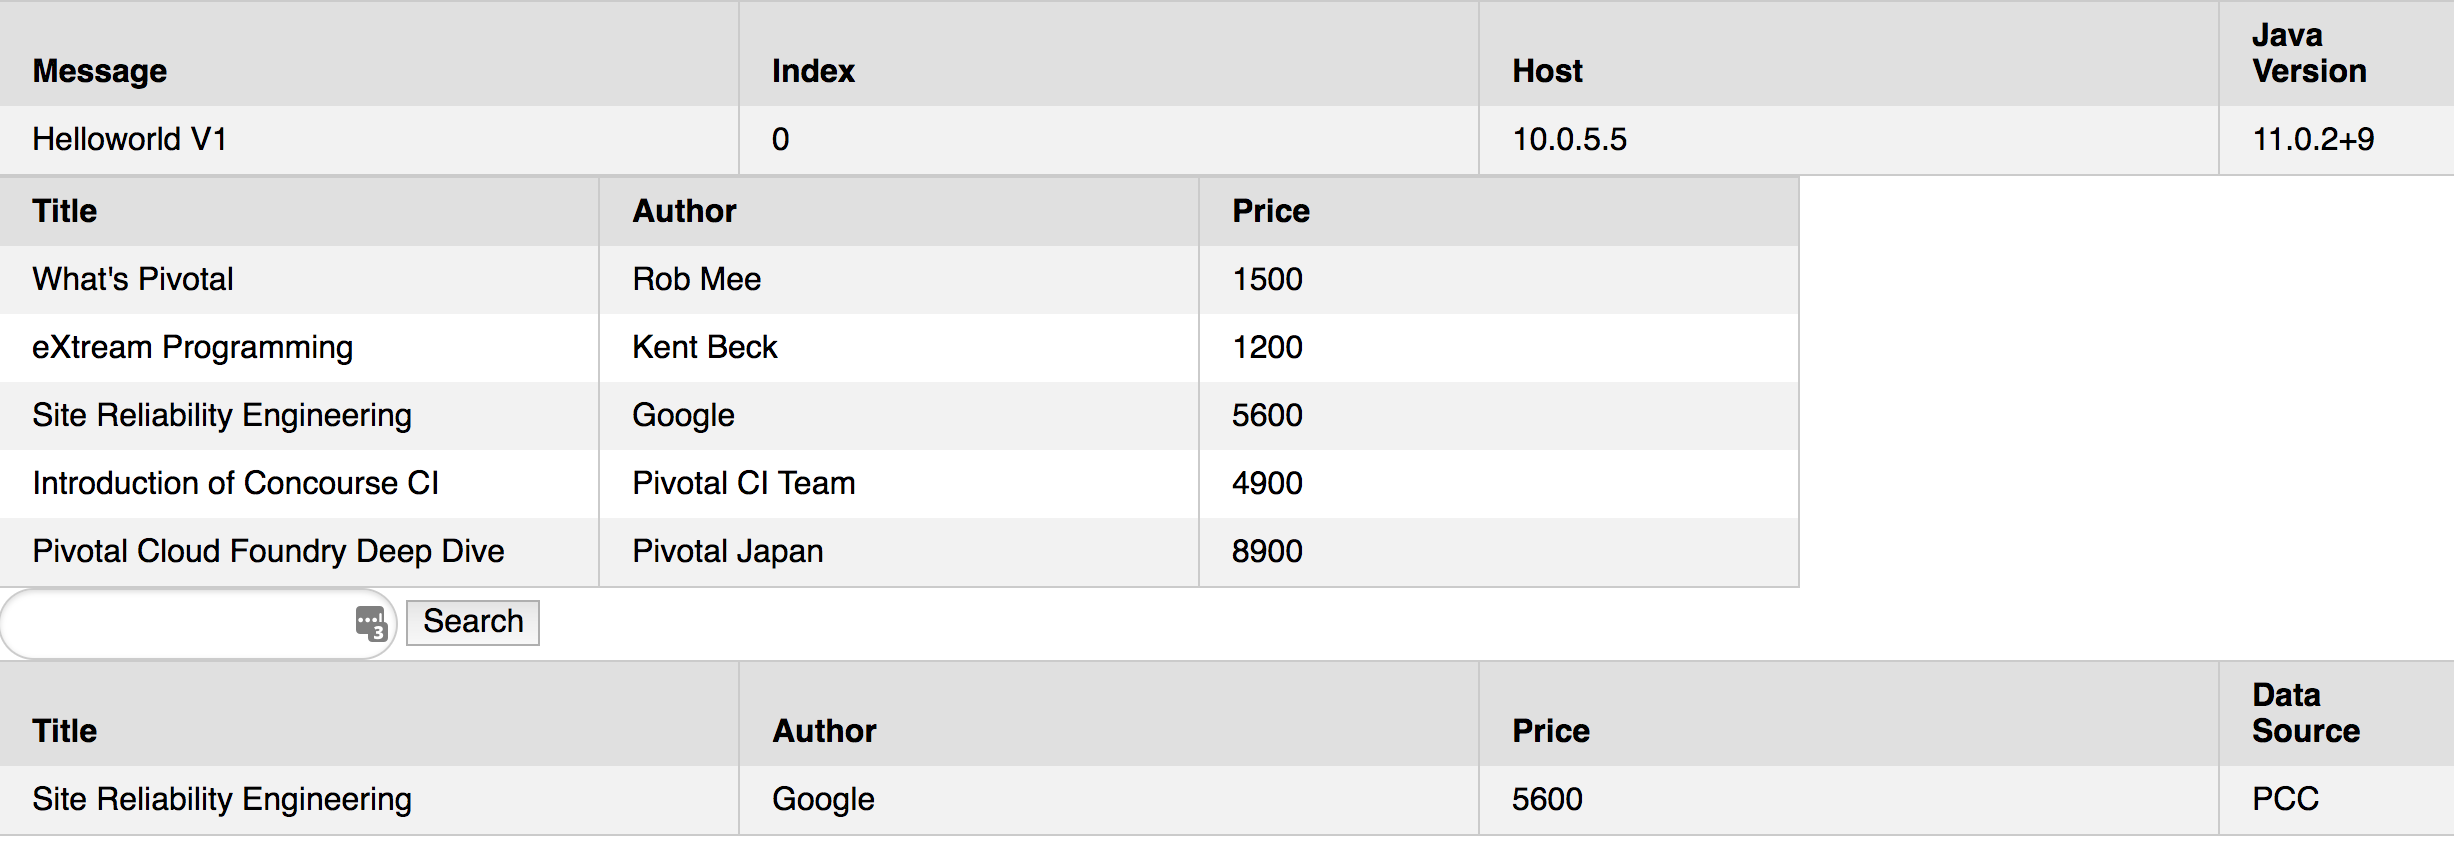 Message Index Host Java Version
Helloworld V1 0 10.0.5.5 11.0.2+9
Title Author Price
What's Pivotal Rob Mee 1500
eXtream Programming Kent Beck 1200
Site Reliability Engineering Google 5600
Introduction of Concourse CI Pivotal CI Team 4900
Pivotal Cloud Foundry Deep Dive Pivotal Japan 8900
3 Search
Title Author Price Data Source
Site Reliability Engineering Google 5600 PCC